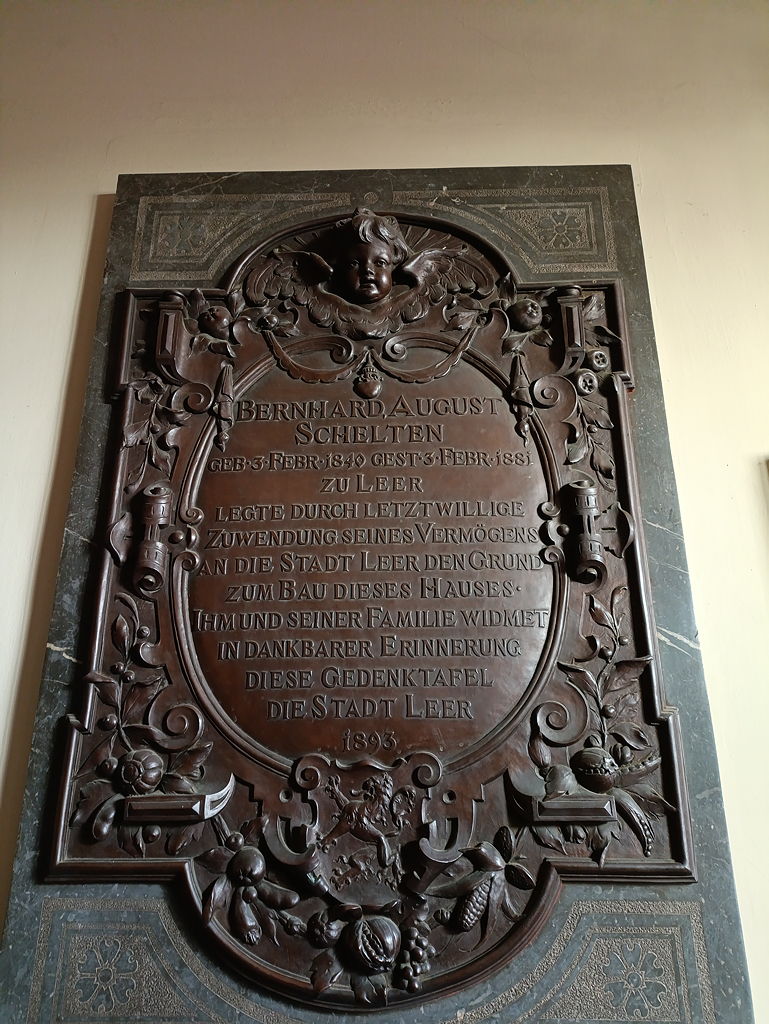 BERNHARD AUGUST
SCHELTEN
GEB·3·FEBR·1840 GEST·3·FEBR·1881
ZU LEER
LEGTE DURCH LETZTWILLIGE
ZUWENDUNG SEINES VERMÖGENS
AN DIE STADT LEER DEN GRUND
ZUM BAU DIESES HAUSES·
IHM UND SEINER FAMILIE WIDMET
IN DANKBARER ERINNERUNG
DIESE GEDENKTAFEL
DIE STADT LEER
1893